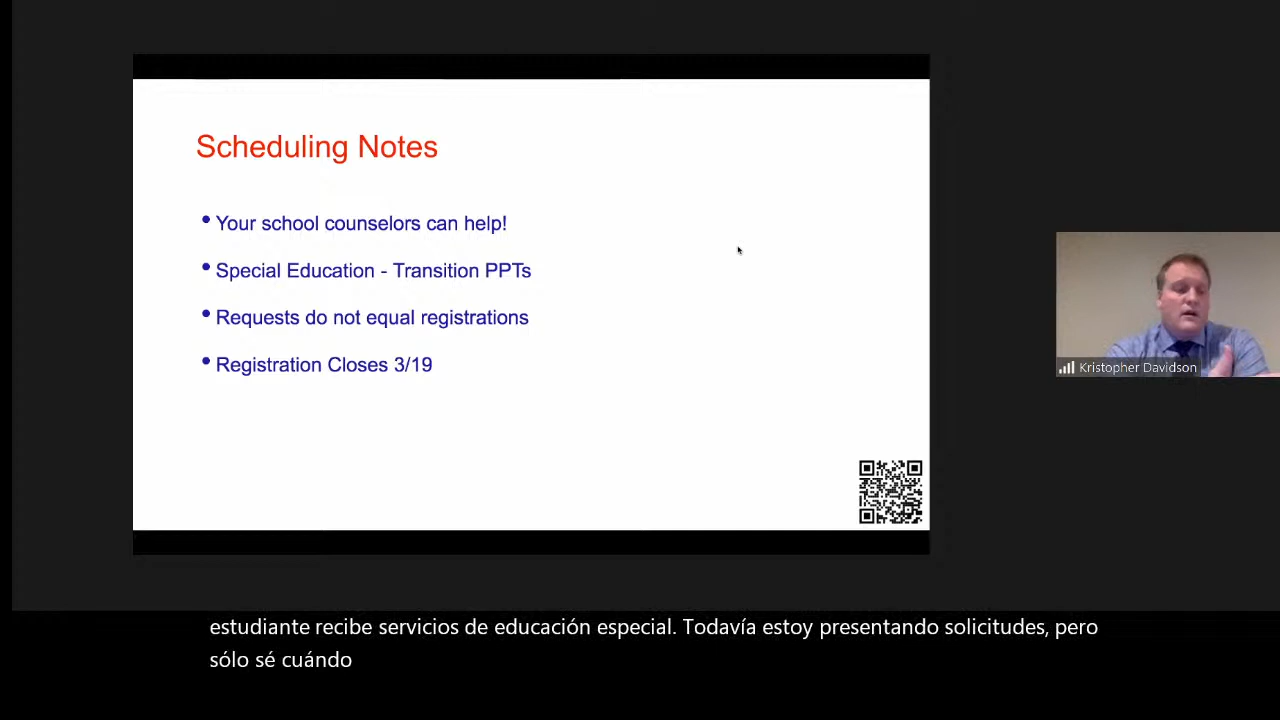 Scheduling Notes
• Your school counselors can help!
• Special Education - Transition PPTs
• Requests do not equal registrations
• Registration Closes 3/19
Kristopher Davidson
estudiante recibe servicios de educación especial. Todavía estoy presentando solicitudes, pero
sólo sé cuándo